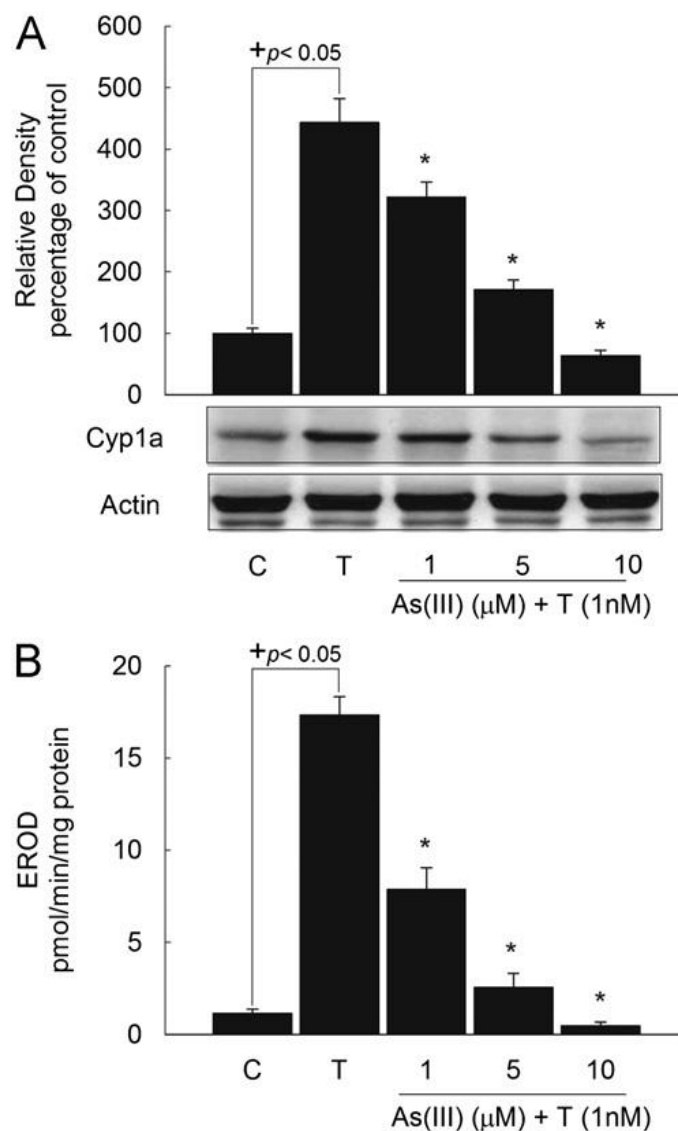 A
600
500
400
300
200
100
0
Relative Density
percentage of control
+p< 0.05
*
*
*
Cyp1a
Actin
C T 1 5 10
As(III) (μM) + T (1nM)
B
20
15
10
5
0
EROD
pmol/min/mg protein
+p< 0.05
*
*
*
C T 1 5 10
As(III) (μM) + T (1nM)